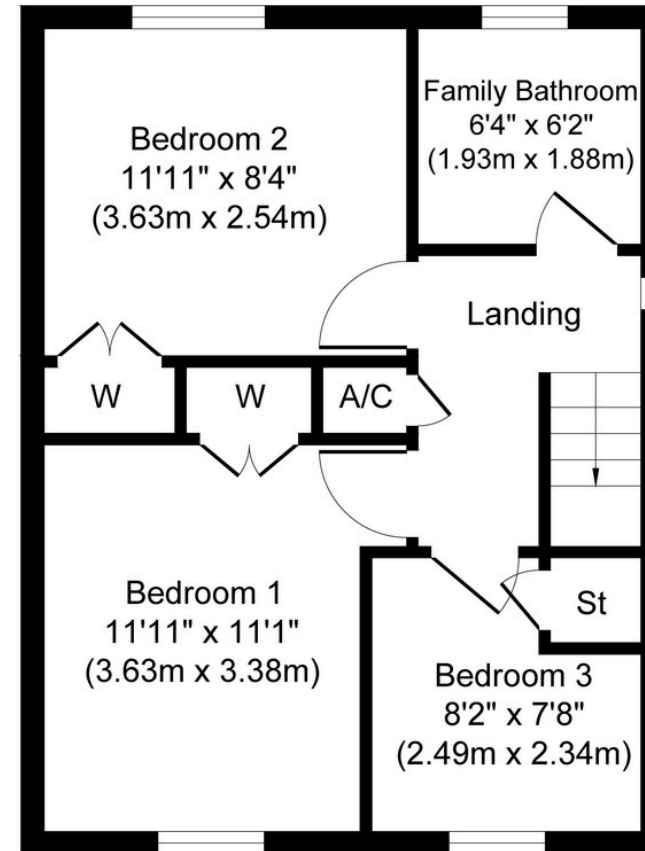 Bedroom 2
11'11" x 8'4"
(3.63m x 2.54m)
Family Bathroom
6'4" x 6'2"
(1.93m x 1.88m)
Landing
W
W
A/C
Bedroom 1
11'11" x 11'1"
(3.63m x 3.38m)
St
Bedroom 3
8'2" x 7'8"
(2.49m x 2.34m)